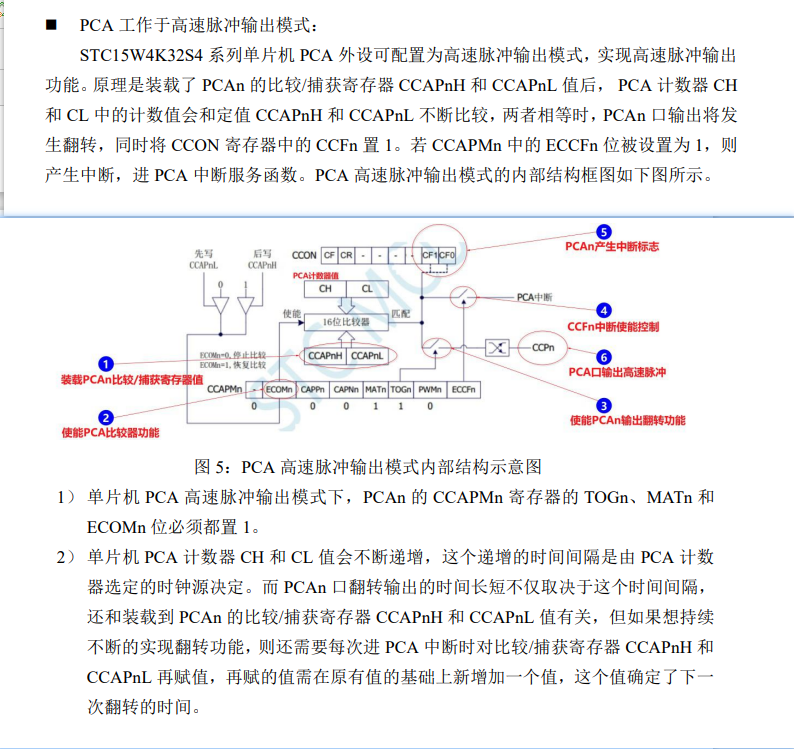 ■ PCA 工作于高速脉冲输出模式：
STC15W4K32S4 系列单片机 PCA 外设可配置为高速脉冲输出模式，实现高速脉冲输出
功能。原理是装载了 PCAn 的比较/捕获寄存器 CCAPnH 和 CCAPnL 值后， PCA 计数器 CH
和 CL 中的计数值会和定值 CCAPnH 和 CCAPnL 不断比较，两者相等时，PCAn 口输出将发
生翻转，同时将 CCON 寄存器中的 CCFn 置 1。若 CCAPMn 中的 ECCFn 位被设置为 1，则
产生中断，进 PCA 中断服务函数。PCA 高速脉冲输出模式的内部结构框图如下图所示。
5
PCAn产生中断标志
先写
CCAPnL
后写
CCAPnH
CCON CF CR - - - - CF1 CF0
PCA计数器值
CH CL
0 1
PCA中断
使能
16位比较器
匹配
4
CCFn中断使能控制
ECOMn=0，停止比较
ECOMn=1，恢复比较
CCAPnH CCAPnL
CCPn
6
PCA口输出高速脉冲
1
装载PCAn比较/捕获寄存器值
CCAPMn - ECOMn CAPPn CAPNn MATn TOGn PWMn ECCFn
0 0 0 1 1 0
2
使能PCA比较器功能
3
使能PCAn输出翻转功能
STC MCU
图 5：PCA 高速脉冲输出模式内部结构示意图
1） 单片机 PCA 高速脉冲输出模式下，PCAn 的 CCAPMn 寄存器的 TOGn、MATn 和
ECOMn 位必须都置 1。
2） 单片机 PCA 计数器 CH 和 CL 值会不断递增，这个递增的时间间隔是由 PCA 计数
器选定的时钟源决定。而 PCAn 口翻转输出的时间长短不仅取决于这个时间间隔，
还和装载到 PCAn 的比较/捕获寄存器 CCAPnH 和 CCAPnL 值有关，但如果想持续
不断的实现翻转功能，则还需要每次进 PCA 中断时对比较/捕获寄存器 CCAPnH 和
CCAPnL 再赋值，再赋的值需在原有值的基础上新增加一个值，这个值确定了下一
次翻转的时间。